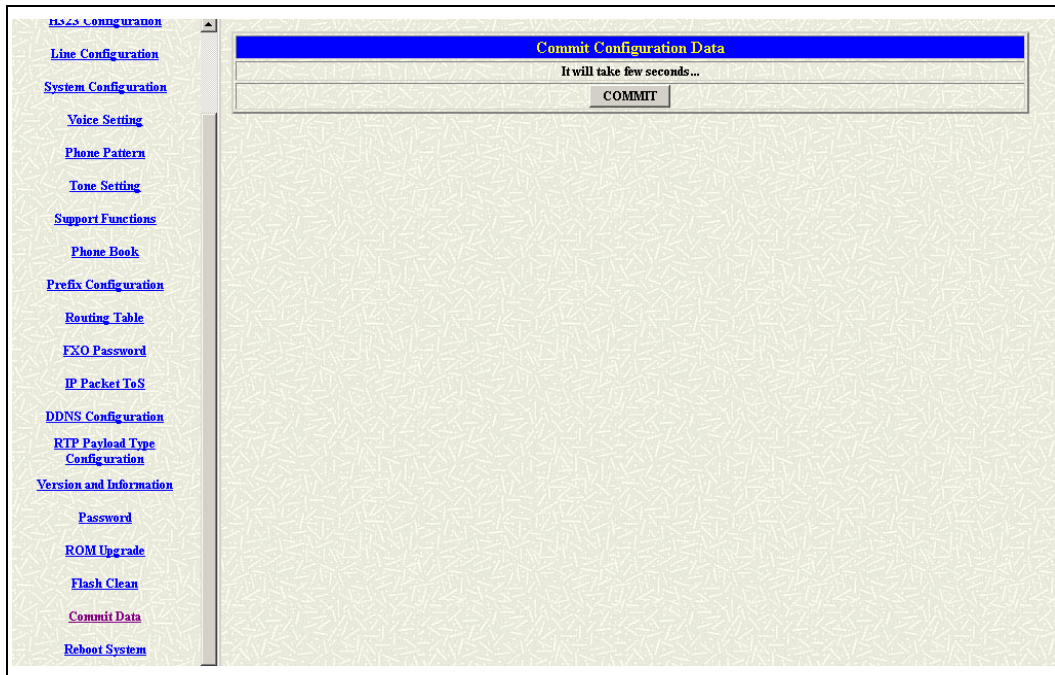 H323 Configuration
Line Configuration
System Configuration
Voice Setting
Phone Pattern
Tone Setting
Support Functions
Phone Book
Prefix Configuration
Routing Table
FXO Password
IP Packet ToS
DDNS Configuration
RTP Payload Type
Configuration
Version and Information
Password
ROM Upgrade
Flash Clean
Commit Data
Reboot System
Commit Configuration Data
It will take few seconds...
COMMIT